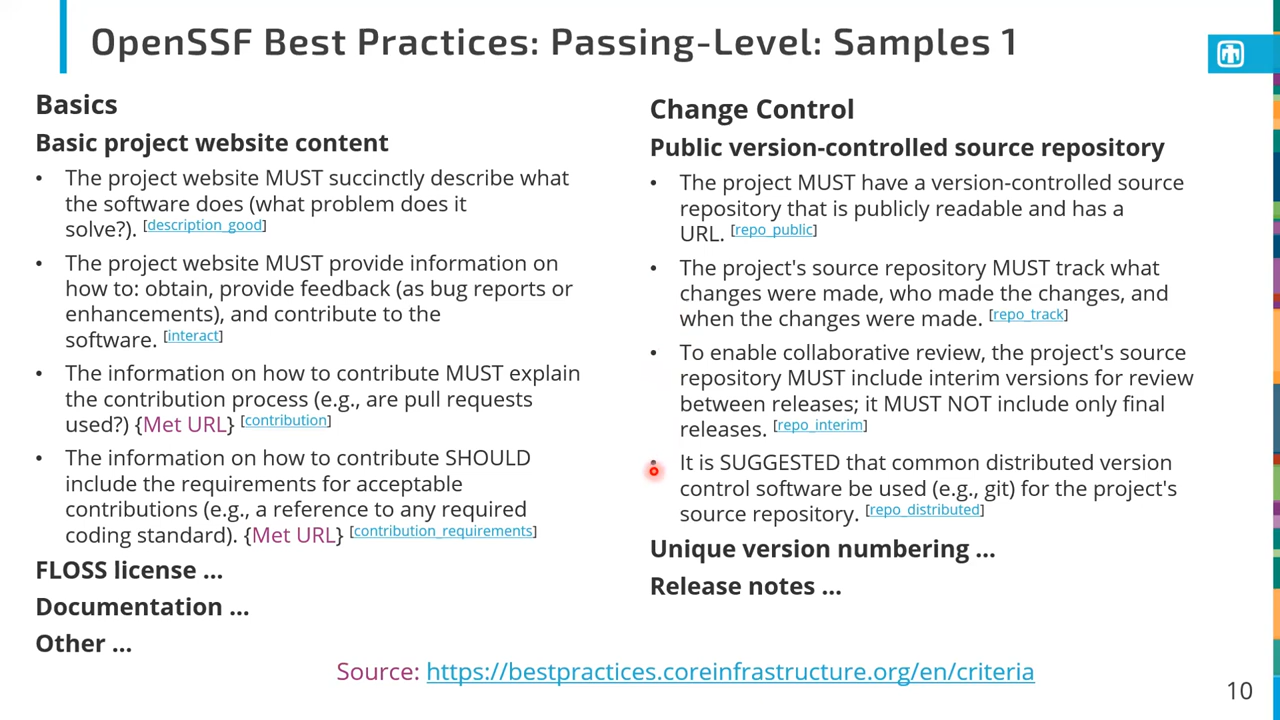 OpenSSF Best Practices: Passing-Level: Samples 1
Basics
Basic project website content
• The project website MUST succinctly describe what
the software does (what problem does it
solve?). [description_good]
• The project website MUST provide information on
how to: obtain, provide feedback (as bug reports or
enhancements), and contribute to the
software. [interact]
• The information on how to contribute MUST explain
the contribution process (e.g., are pull requests
used?) {Met URL} [contribution]
• The information on how to contribute SHOULD
include the requirements for acceptable
contributions (e.g., a reference to any required
coding standard). {Met URL} [contribution_requirements]
FLOSS license ...
Documentation ...
Other ...
Change Control
Public version-controlled source repository
• The project MUST have a version-controlled source
repository that is publicly readable and has a
URL. [repo_public]
• The project's source repository MUST track what
changes were made, who made the changes, and
when the changes were made. [repo_track]
• To enable collaborative review, the project's source
repository MUST include interim versions for review
between releases; it MUST NOT include only final
releases. [repo_interim]
• It is SUGGESTED that common distributed version
control software be used (e.g., git) for the project's
source repository. [repo_distributed]
Unique version numbering ...
Release notes ...
Source: https://bestpractices.coreinfrastructure.org/en/criteria
10